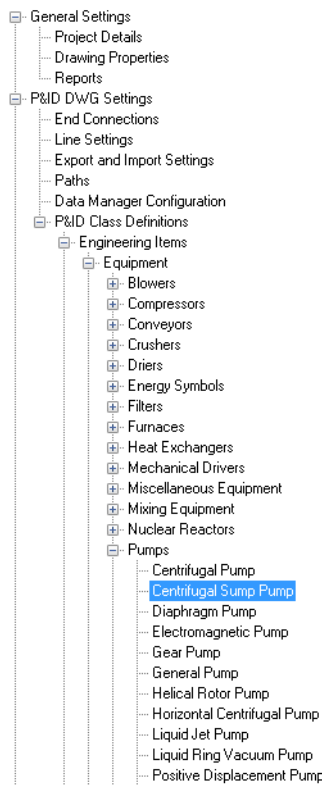 General Settings
Project Details
Drawing Properties
Reports
P&ID DWG Settings
End Connections
Line Settings
Export and Import Settings
Paths
Data Manager Configuration
P&ID Class Definitions
Engineering Items
Equipment
Blowers
Compressors
Conveyors
Crushers
Driers
Energy Symbols
Filters
Furnaces
Heat Exchangers
Mechanical Drivers
Miscellaneous Equipment
Mixing Equipment
Nuclear Reactors
Pumps
Centrifugal Pump
Centrifugal Sump Pump
Diaphragm Pump
Electromagnetic Pump
Gear Pump
General Pump
Helical Rotor Pump
Horizontal Centrifugal Pump
Liquid Jet Pump
Liquid Ring Vacuum Pump
Positive Displacement Pump